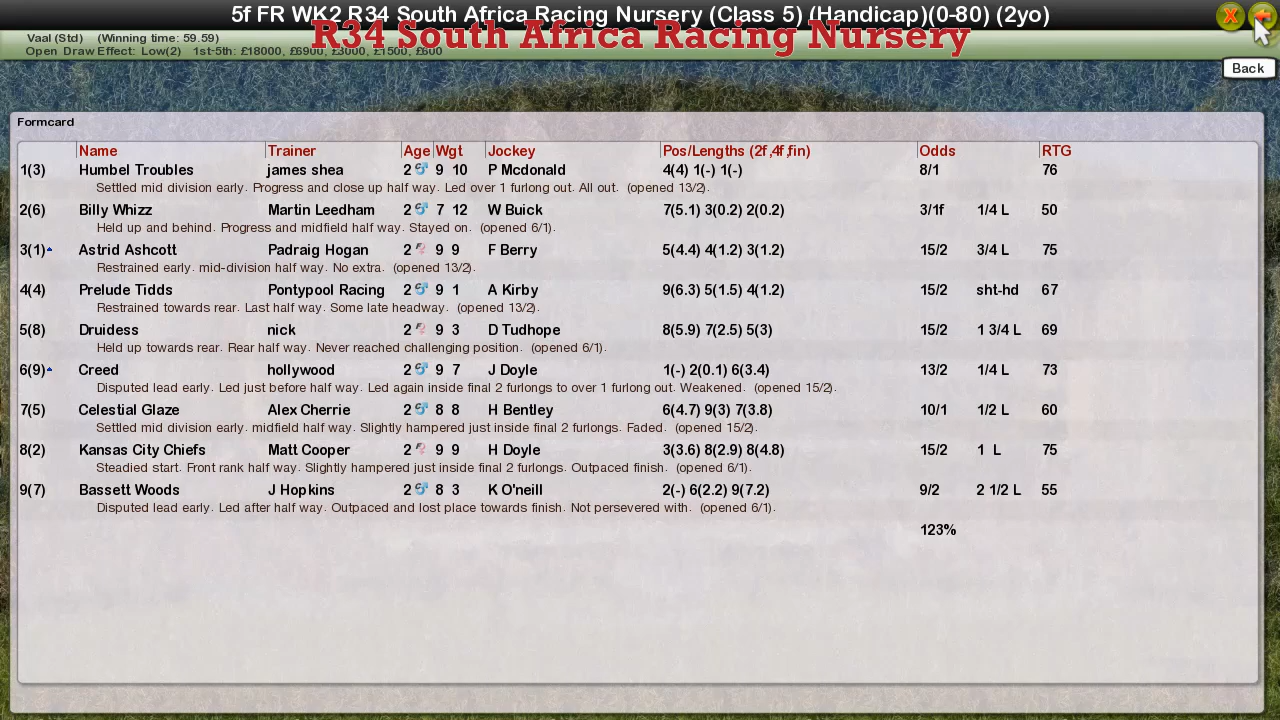 5f FR WK2 R34 South Africa Racing Nursery (Class 5) (Handicap)(0-80) (2yo)
R34 South Africa Racing Nursery
Vaal (Std) (Winning time: 59.59)
Open Draw Effect: Low(2) 1st-5th: £18000, £6900, £3000, £1500, £600
X
Back
Formcard
Name Trainer Age Wgt Jockey Pos/Lengths (2f,4f,fin) Odds RTG
1(3) Humbel Troubles james shea 2 9 10 P Mcdonald 4(4) 1(-) 1(-) 8/1 76
Settled mid division early. Progress and close up half way. Led over 1 furlong out. All out. (opened 13/2).
2(6) Billy Whizz Martin Leedham 2 7 12 W Buick 7(5.1) 3(0.2) 2(0.2) 3/1f 1/4 L 50
Held up and behind. Progress and midfield half way. Stayed on. (opened 6/1).
3(1) Astrid Ashcott Padraig Hogan 2 9 9 F Berry 5(4.4) 4(1.2) 3(1.2) 15/2 3/4 L 75
Restrained early. mid-division half way. No extra. (opened 13/2).
4(4) Prelude Tidds Pontypool Racing 2 9 1 A Kirby 9(6.3) 5(1.5) 4(1.2) 15/2 sht-hd 67
Restrained towards rear. Last half way. Some late headway. (opened 13/2).
5(8) Druidess nick 2 9 3 D Tudhope 8(5.9) 7(2.5) 5(3) 15/2 1 3/4 L 69
Held up towards rear. Rear half way. Never reached challenging position. (opened 6/1).
6(9) Creed hollywood 2 9 7 J Doyle 1(-) 2(0.1) 6(3.4) 13/2 1/4 L 73
Disputed lead early. Led just before half way. Led again inside final 2 furlongs to over 1 furlong out. Weakened. (opened 15/2).
7(5) Celestial Glaze Alex Cherrie 2 8 8 H Bentley 6(4.7) 9(3) 7(3.8) 10/1 1/2 L 60
Settled mid division early. midfield half way. Slightly hampered just inside final 2 furlongs. Faded. (opened 15/2).
8(2) Kansas City Chiefs Matt Cooper 2 9 9 H Doyle 3(3.6) 8(2.9) 8(4.8) 15/2 1 L 75
Steadied start. Front rank half way. Slightly hampered just inside final 2 furlongs. Outpaced finish. (opened 6/1).
9(7) Bassett Woods J Hopkins 2 8 3 K O'neill 2(-) 6(2.2) 9(7.2) 9/2 2 1/2 L 55
Disputed lead early. Led after half way. Outpaced and lost place towards finish. Not persevered with. (opened 6/1).
123%